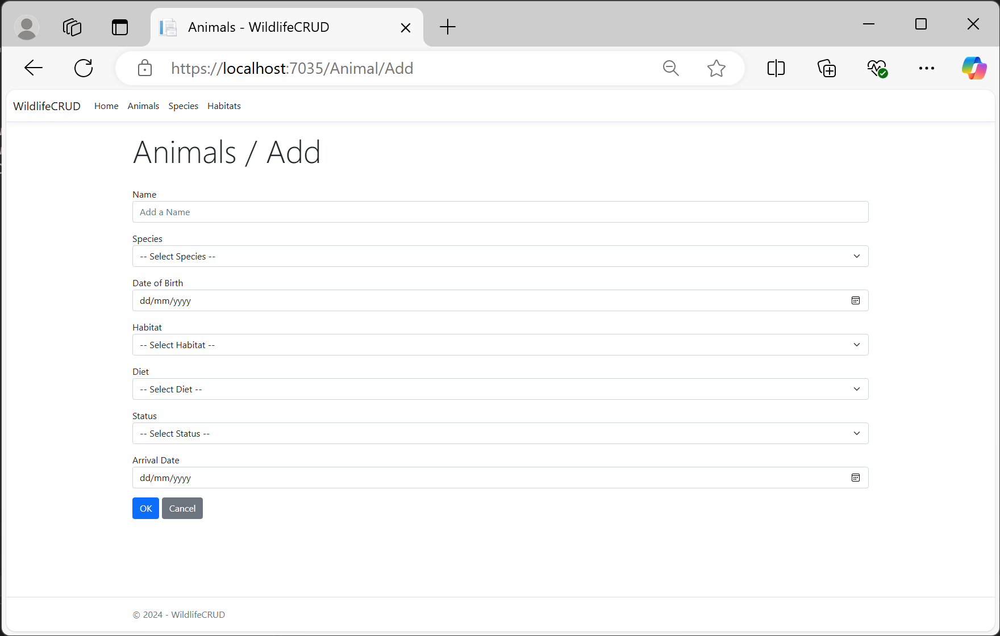 Animals - WildlifeCRUD
https://localhost:7035/Animal/Add
WildlifeCRUD Home Animals Species Habitats
Animals / Add
Name
Add a Name
Species
-- Select Species --
Date of Birth
dd/mm/yyyy
Habitat
-- Select Habitat --
Diet
-- Select Diet --
Status
-- Select Status --
Arrival Date
dd/mm/yyyy
OK Cancel
© 2024 - WildlifeCRUD